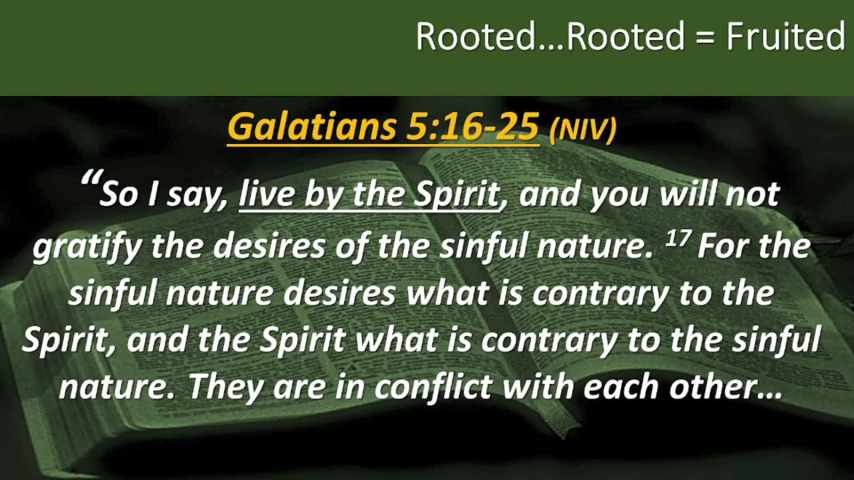 Rooted…Rooted = Fruited
Galatians 5:16-25 (NIV)
“So I say, live by the Spirit, and you will not
gratify the desires of the sinful nature. 17 For the
sinful nature desires what is contrary to the
Spirit, and the Spirit what is contrary to the sinful
nature. They are in conflict with each other…